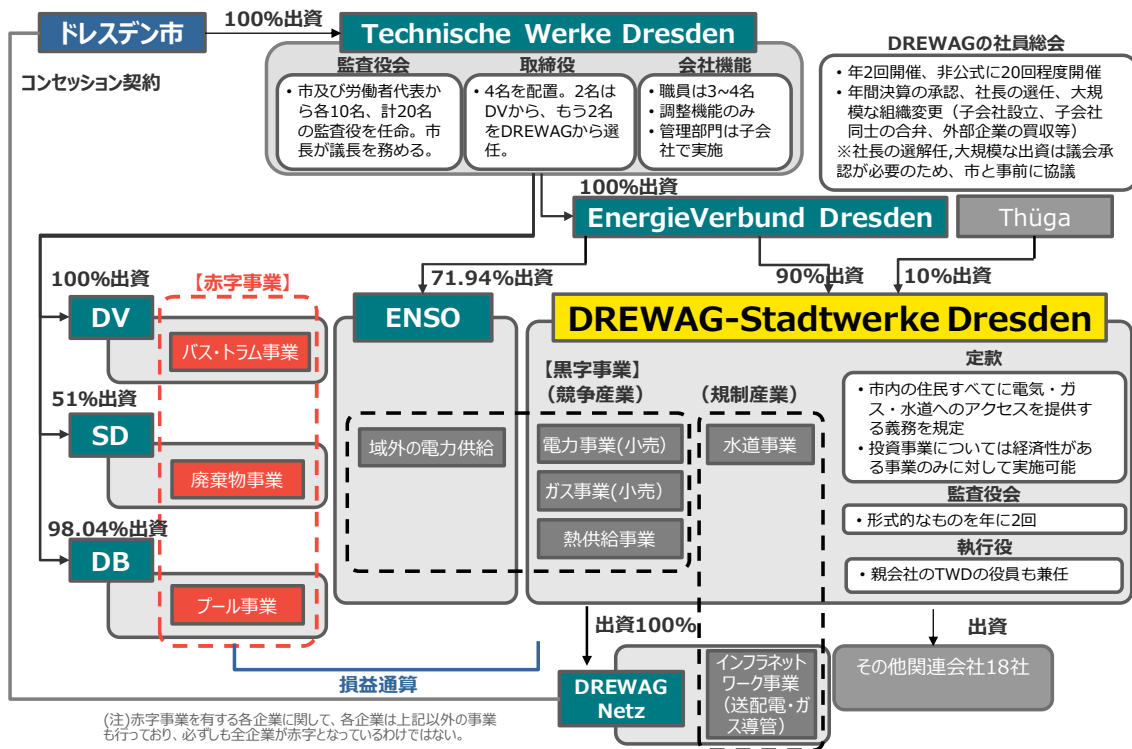 ドレスデン市
100%出資
Technische Werke Dresden
コンセッション契約
監査役会
・市及び労働者代表か
ら各10名、計20名
の監査役を任命。市
長が議長を務める。
取締役
・4名を配置。2名は
DVから、もう2名
をDREWAGから選
任。
会社機能
・職員は3~4名
・調整機能のみ
・管理部門は子会
社で実施
DREWAGの社員総会
・年2回開催、非公式に20回程度開催
・年間決算の承認、社長の選任、大規
模な組織変更（子会社設立、子会社
同士の合弁、外部企業の買収等）
※社長の選解任,大規模な出資は議会承
認が必要のため、市と事前に協議
100%出資
EnergieVerbund Dresden
Thüga
100%出資
【赤字事業】
71.94%出資
90%出資
10%出資
DV
バス・トラム事業
51%出資
SD
廃棄物事業
98.04%出資
DB
プール事業
ENSO
域外の電力供給
DREWAG-Stadtwerke Dresden
【黒字事業】
（競争産業）
（規制産業）
電力事業(小売)
ガス事業(小売）
熱供給事業
水道事業
定款
・市内の住民すべてに電気・ガ
ス・水道へのアクセスを提供す
る義務を規定
・投資事業については経済性があ
る事業のみに対して実施可能
監査役会
・形式的なものを年に2回
執行役
・親会社のTWDの役員も兼任
出資100%
出資
損益通算
DREWAG
Netz
インフラネット
ワーク事業
（送配電・ガ
ス導管）
その他関連会社18社
(注)赤字事業を有する各企業に関して、各企業は上記以外の事業
も行っており、必ずしも全企業が赤字となっているわけではない。